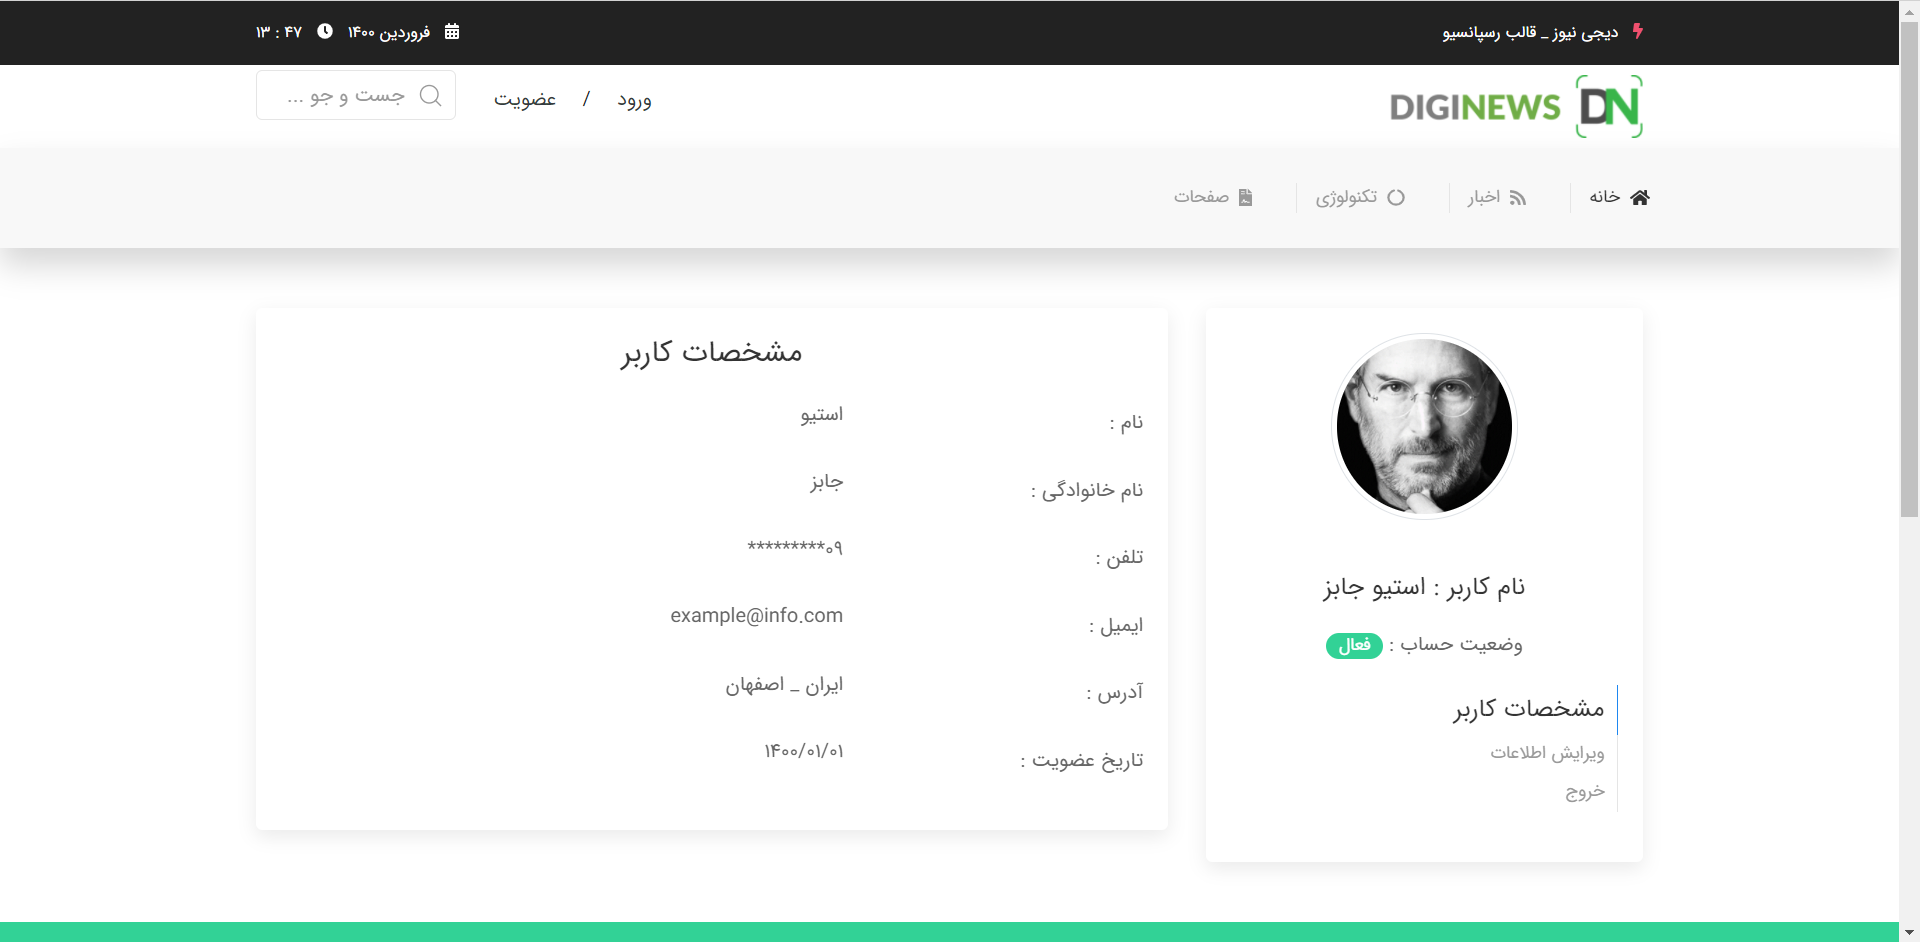 دیجی نیوز _ قالب رسپانسیو
فروردین ۱۴۰۰
۱۳ : ۴۷
DIGINEWS DN
ورود / عضویت
جست و جو ...
خانه
اخبار
تکنولوژی
صفحات
نام کاربر : استیو جابز
وضعیت حساب : فعال
مشخصات کاربر
ویرایش اطلاعات
خروج
مشخصات کاربر
نام : استیو
نام خانوادگی : جابز
تلفن : ۰۹*********
ایمیل : example@info.com
آدرس : ایران _ اصفهان
تاریخ عضویت : ۱۴۰۰/۰۱/۰۱